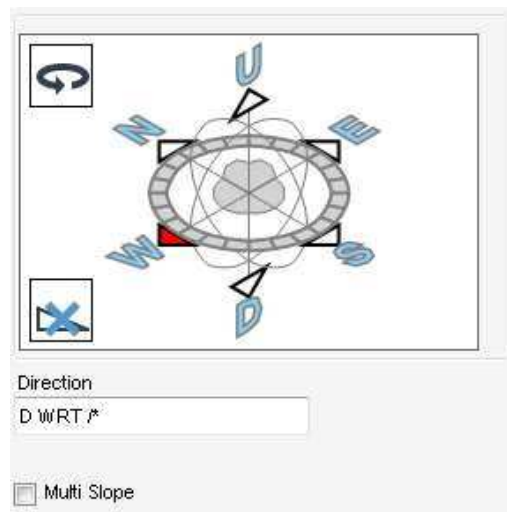 U
N E
W S
D
Direction
D WRT /*
Multi Slope